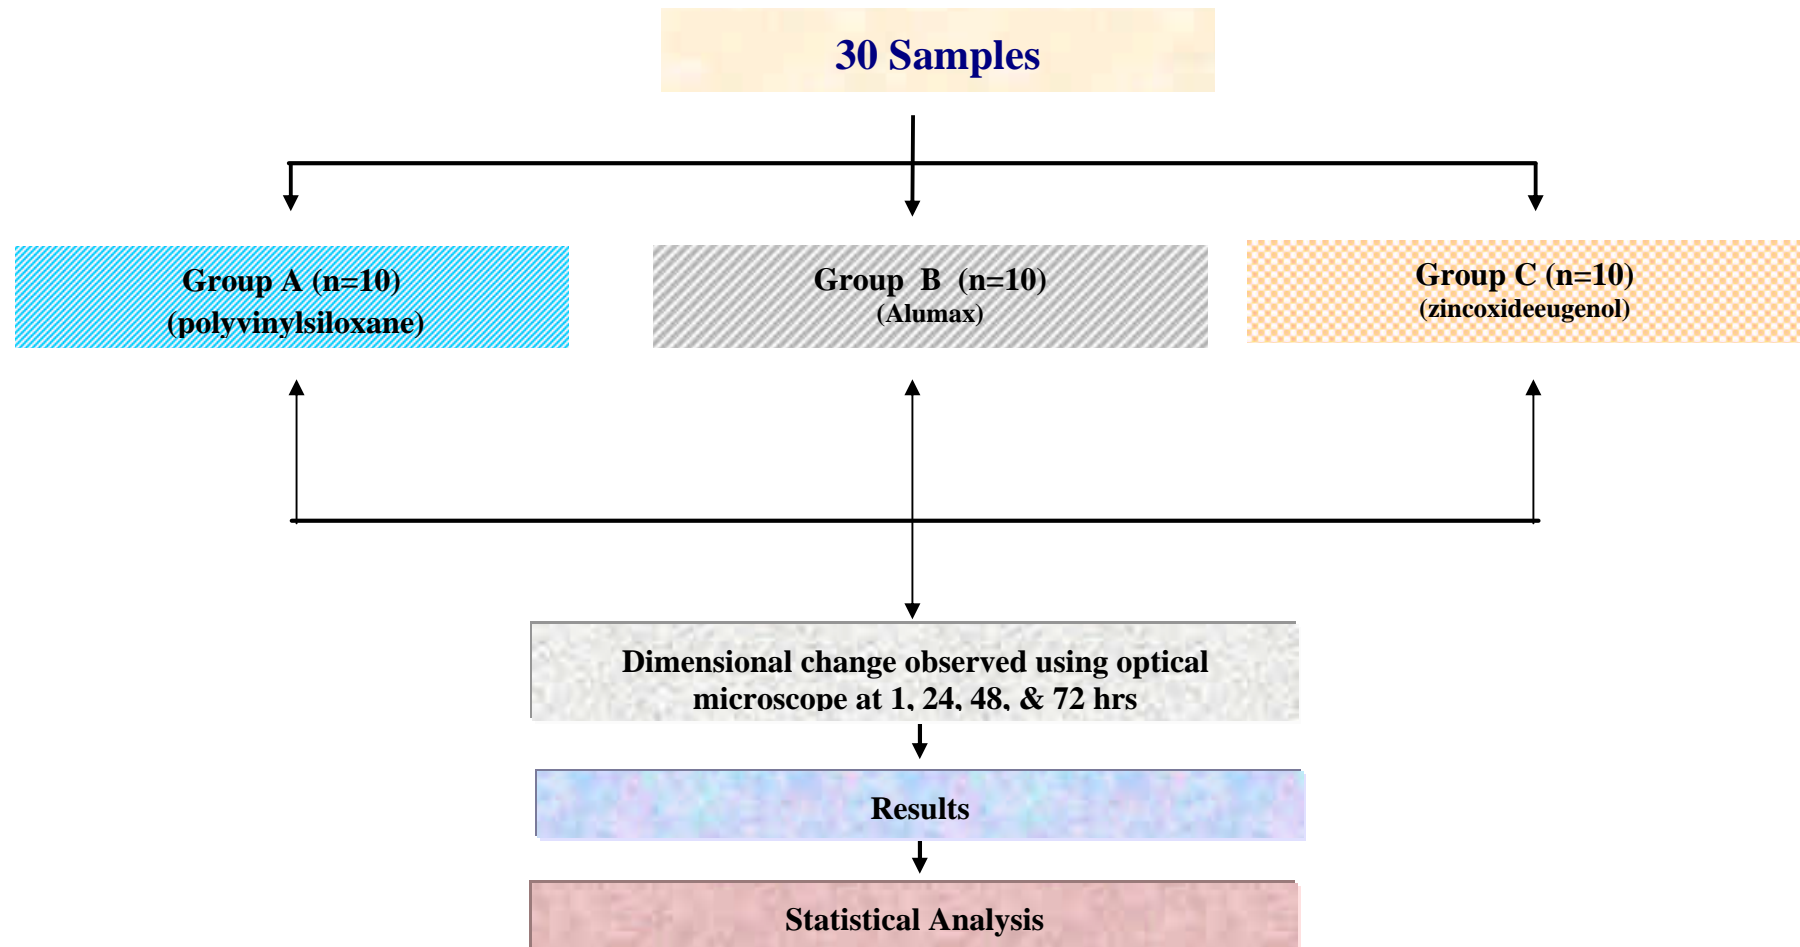 30 Samples
Group A (n=10)
(polyvinylsiloxane)
Group B (n=10)
(Alumax)
Group C (n=10)
(zincoxideeugenol)
Dimensional change observed using optical
microscope at 1, 24, 48, & 72 hrs
Results
Statistical Analysis